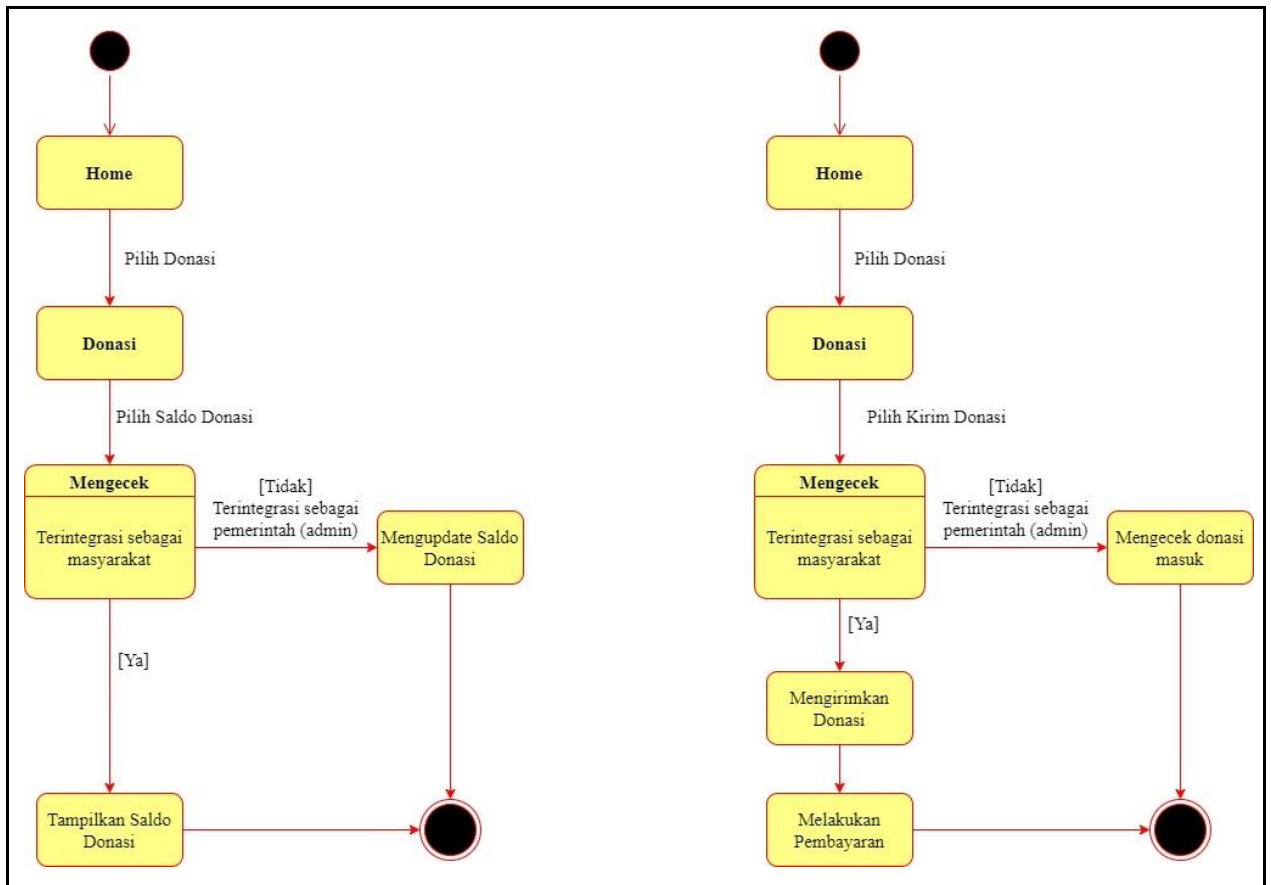 Home
Pilih Donasi
Donasi
Pilih Saldo Donasi
Mengecek
Terintegrasi sebagai
masyarakat
[Tidak]
Terintegrasi sebagai
pemerintah (admin)
Mengupdate Saldo
Donasi
[Ya]
Tampilkan Saldo
Donasi
Home
Pilih Donasi
Donasi
Pilih Kirim Donasi
Mengecek
Terintegrasi sebagai
masyarakat
[Tidak]
Terintegrasi sebagai
pemerintah (admin)
Mengecek donasi
masuk
[Ya]
Mengirimkan
Donasi
Melakukan
Pembayaran